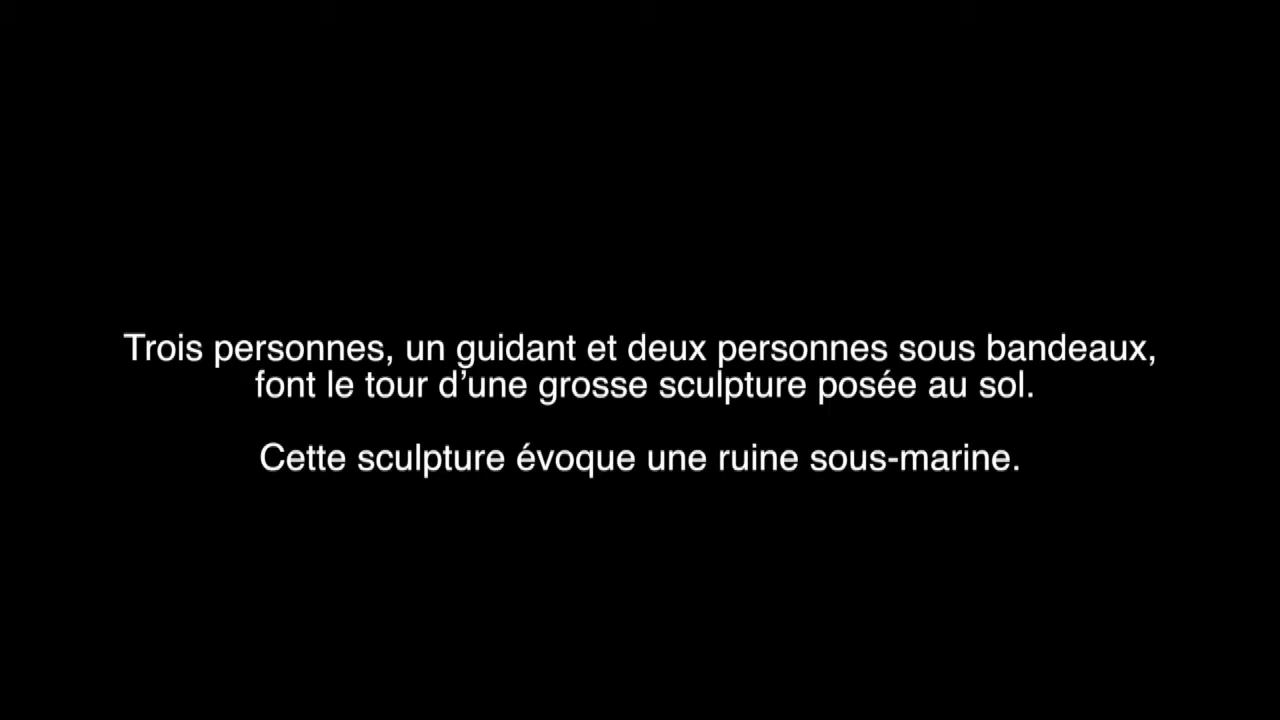 Trois personnes, un guidant et deux personnes sous bandeaux,
font le tour d’une grosse sculpture posée au sol.
Cette sculpture évoque une ruine sous-marine.